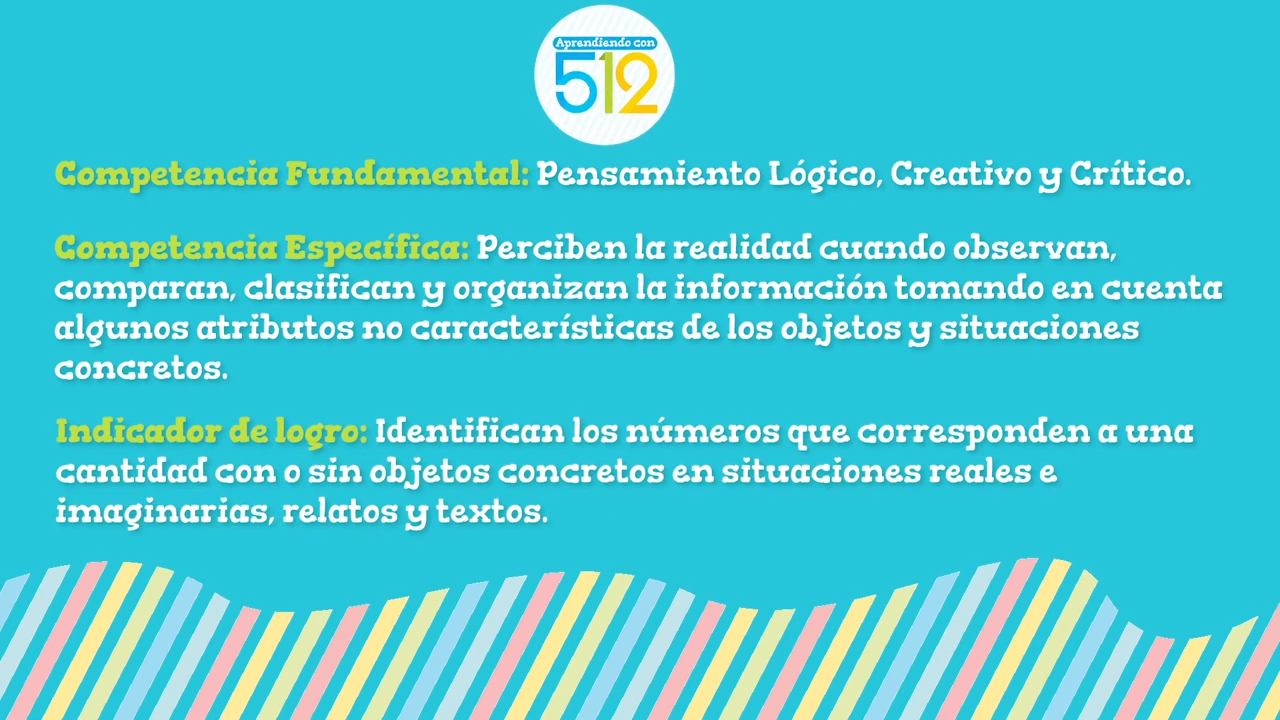 Aprendiendo con
512
Competencia Fundamental: Pensamiento Lógico, Creativo y Crítico.
Competencia Específica: Perciben la realidad cuando observan,
comparan, clasifican y organizan la información tomando en cuenta
algunos atributos no características de los objetos y situaciones
concretos.
Indicador de logro: Identifican los números que corresponden a una
cantidad con o sin objetos concretos en situaciones reales e
imaginarias, relatos y textos.